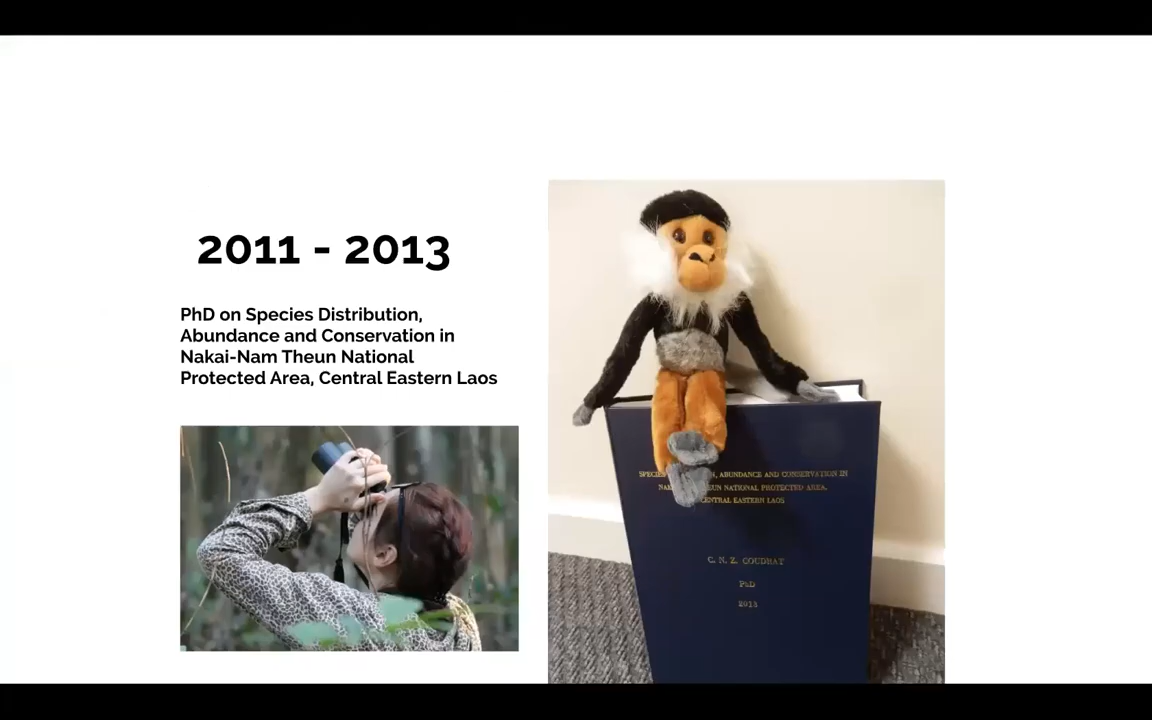 2011 - 2013
PhD on Species Distribution,
Abundance and Conservation in
Nakai-Nam Theun National
Protected Area, Central Eastern Laos
ABUNDANCE AND CONSERVATION IN
NATIONAL PROTECTED AREA,
CENTRAL EASTERN LAOS
C. N. Z. COUDRAT
PhD
2013